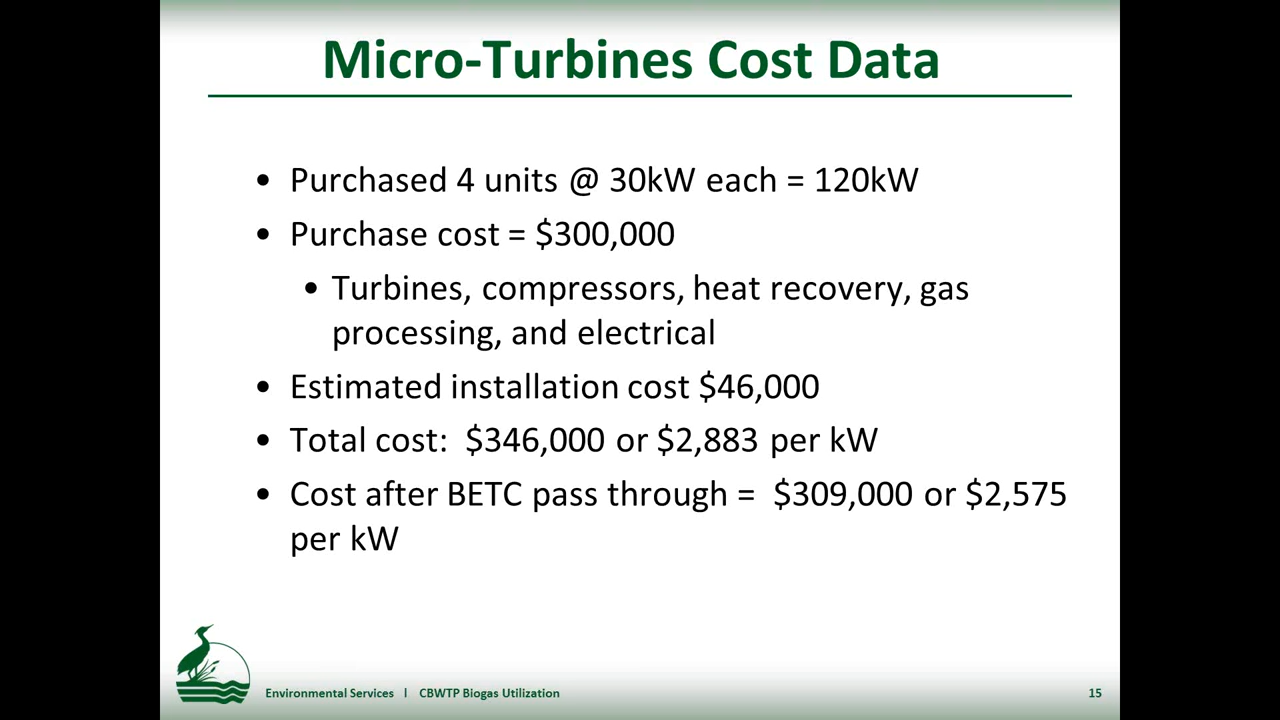 Micro-Turbines Cost Data
• Purchased 4 units @ 30kW each = 120kW
• Purchase cost = $300,000
• Turbines, compressors, heat recovery, gas
processing, and electrical
• Estimated installation cost $46,000
• Total cost: $346,000 or $2,883 per kW
• Cost after BETC pass through = $309,000 or $2,575
per kW
Environmental Services | CBWTP Biogas Utilization 15